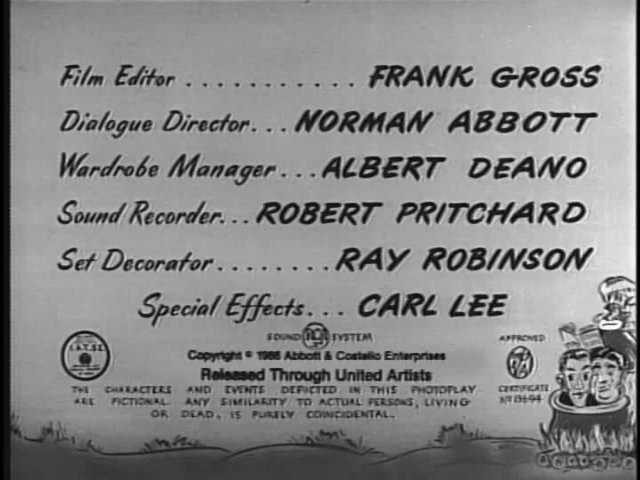 Film Editor ........... FRANK GROSS
Dialogue Director... NORMAN ABBOTT
Wardrobe Manager... ALBERT DEANO
Sound Recorder... ROBERT PRITCHARD
Set Decorator........ RAY ROBINSON
Special Effects... CARL LEE
SOUND RCA SYSTEM
APPROVED
I.A.T.S.E.
Copyright © 1986 Abbott & Costello Enterprises
Released Through United Artists
CERTIFICATE
Nº 13644
THE CHARACTERS AND EVENTS DEPICTED IN THIS PHOTOPLAY
ARE FICTIONAL. ANY SIMILARITY TO ACTUAL PERSONS, LIVING
OR DEAD, IS PURELY COINCIDENTAL.